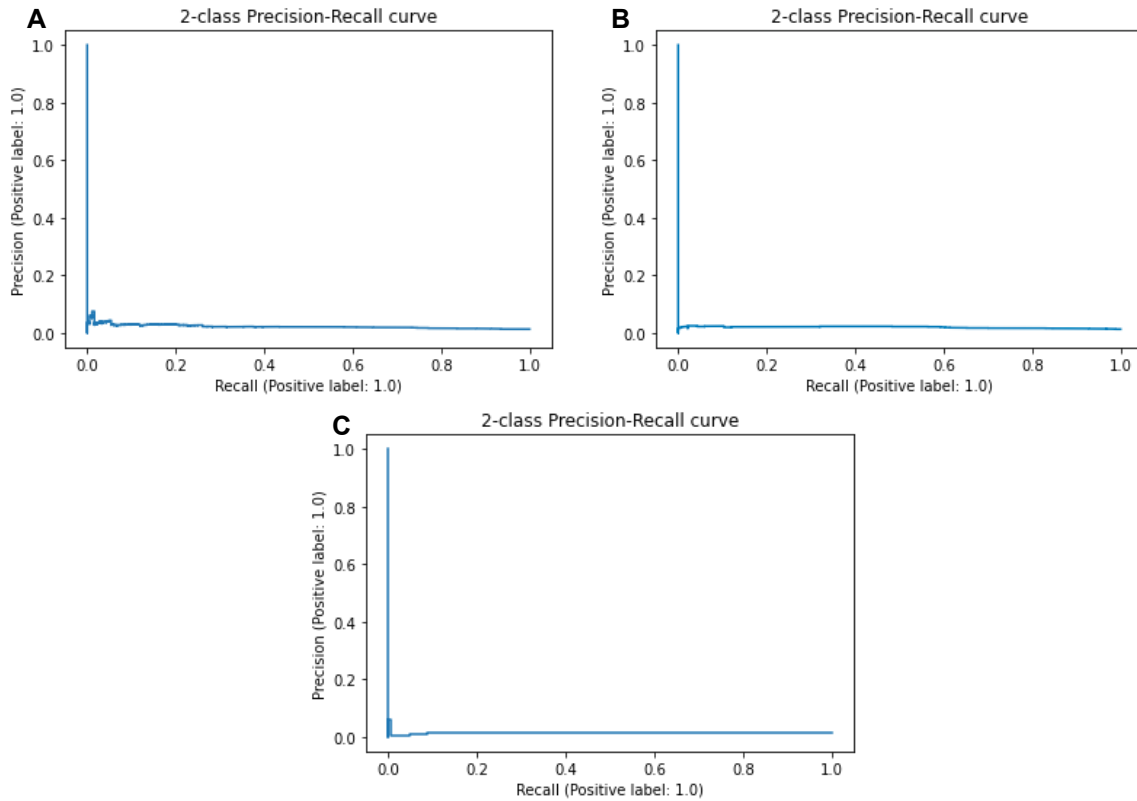 A
2-class Precision-Recall curve
Precision (Positive label: 1.0)
1.0
0.8
0.6
0.4
0.2
0.0
0.0 0.2 0.4 0.6 0.8 1.0
Recall (Positive label: 1.0)
B
2-class Precision-Recall curve
Precision (Positive label: 1.0)
1.0
0.8
0.6
0.4
0.2
0.0
0.0 0.2 0.4 0.6 0.8 1.0
Recall (Positive label: 1.0)
C
2-class Precision-Recall curve
Precision (Positive label: 1.0)
1.0
0.8
0.6
0.4
0.2
0.0
0.0 0.2 0.4 0.6 0.8 1.0
Recall (Positive label: 1.0)